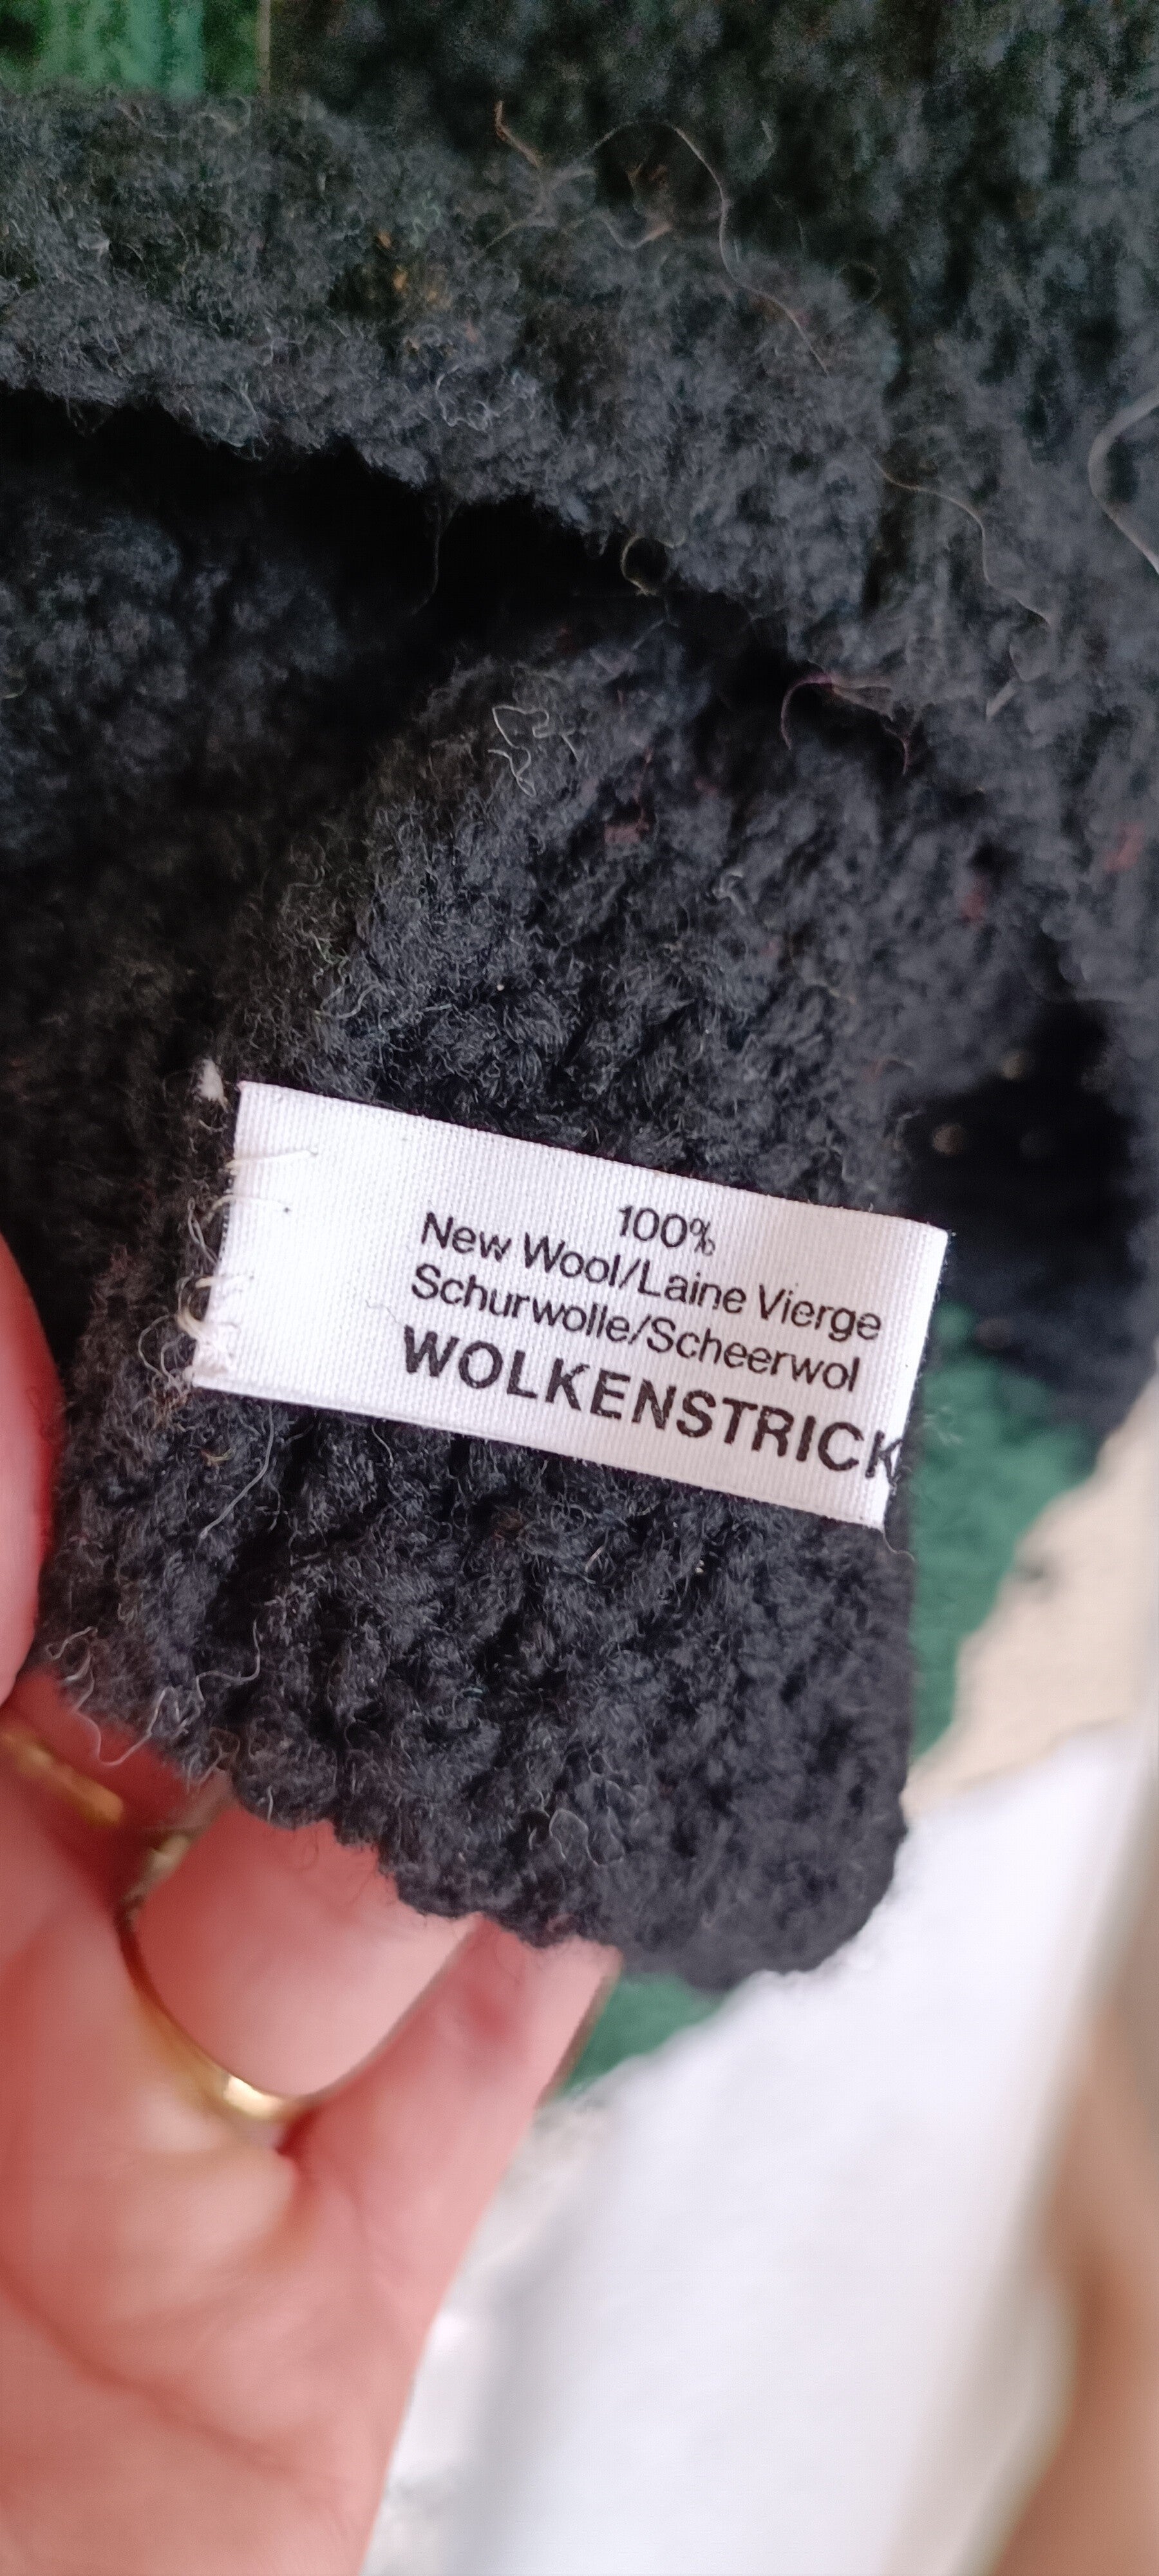 100%
New Wool/Laine Vierge
Schurwolle/Scheerwol
WOLKENSTRICK